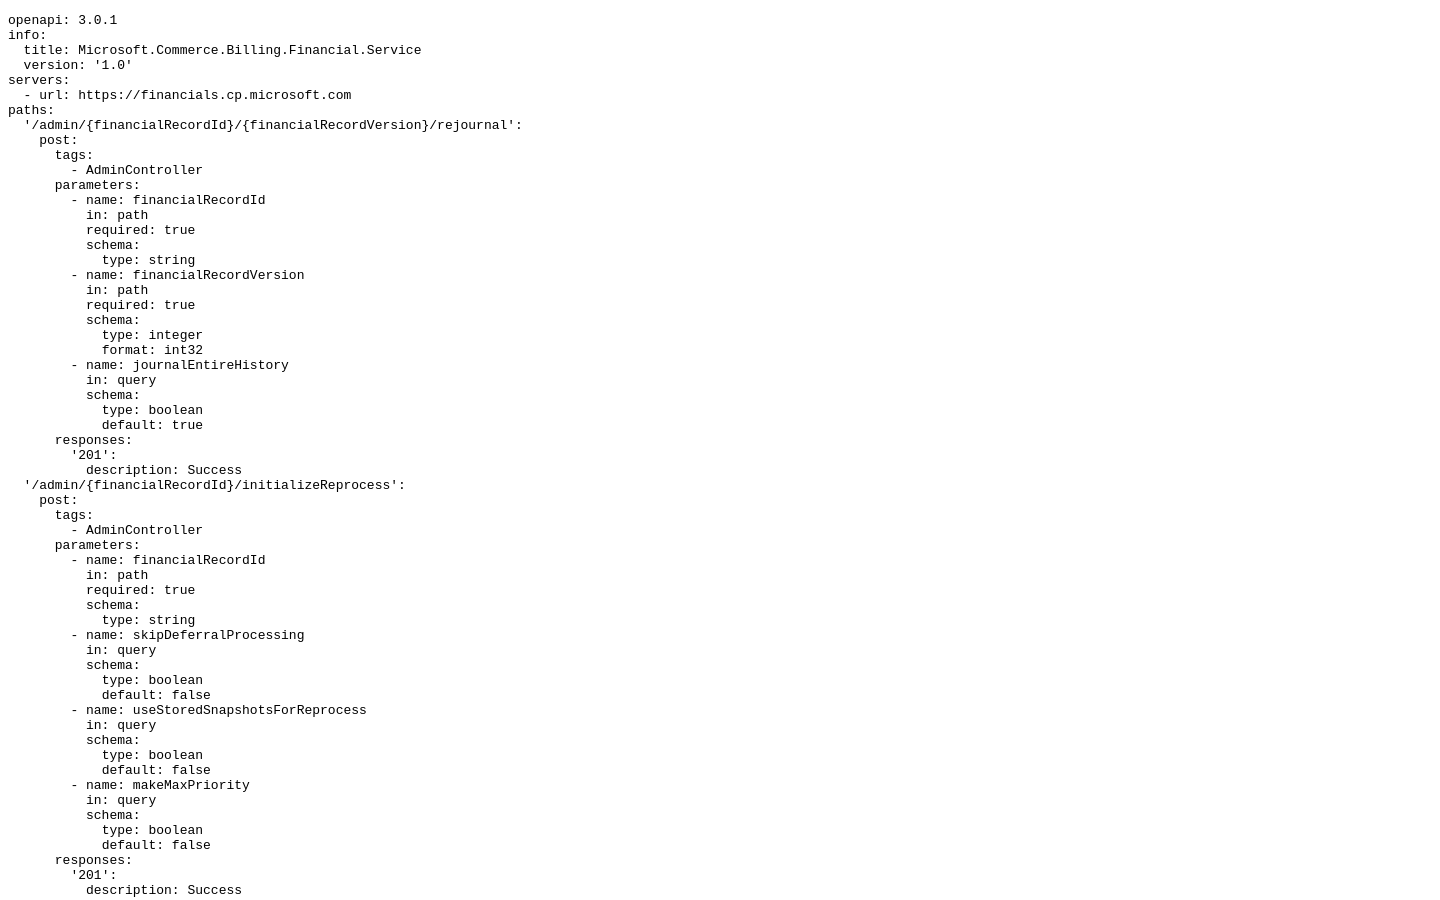 openapi: 3.0.1
info:
  title: Microsoft.Commerce.Billing.Financial.Service
  version: '1.0'
servers:
  - url: https://financials.cp.microsoft.com
paths:
  '/admin/{financialRecordId}/{financialRecordVersion}/rejournal':
    post:
      tags:
        - AdminController
      parameters:
        - name: financialRecordId
          in: path
          required: true
          schema:
            type: string
        - name: financialRecordVersion
          in: path
          required: true
          schema:
            type: integer
            format: int32
        - name: journalEntireHistory
          in: query
          schema:
            type: boolean
            default: true
      responses:
        '201':
          description: Success
  '/admin/{financialRecordId}/initializeReprocess':
    post:
      tags:
        - AdminController
      parameters:
        - name: financialRecordId
          in: path
          required: true
          schema:
            type: string
        - name: skipDeferralProcessing
          in: query
          schema:
            type: boolean
            default: false
        - name: useStoredSnapshotsForReprocess
          in: query
          schema:
            type: boolean
            default: false
        - name: makeMaxPriority
          in: query
          schema:
            type: boolean
            default: false
      responses:
        '201':
          description: Success